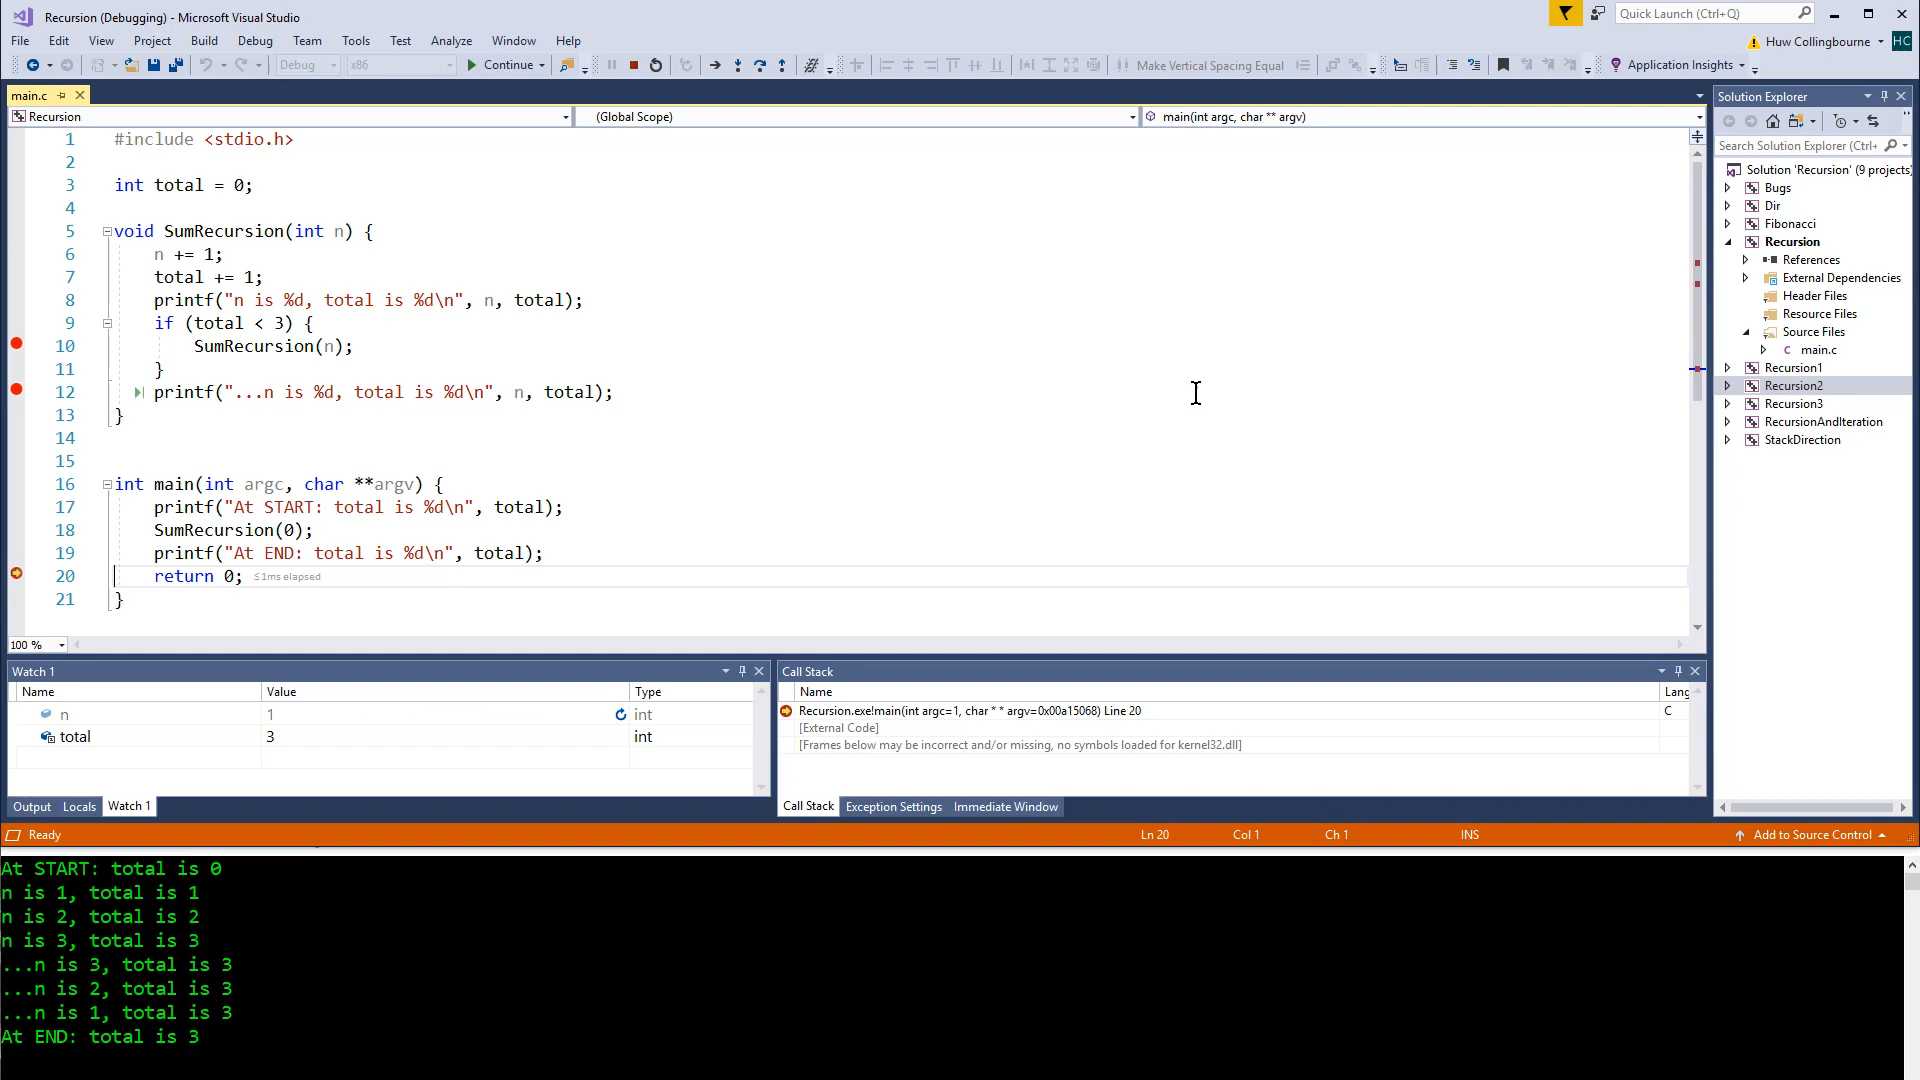 Recursion (Debugging) - Microsoft Visual Studio
Quick Launch (Ctrl+Q)
File Edit View Project Build Debug Team Tools Test Analyze Window Help
Huw Collingbourne HC
Debug x86 Continue Make Vertical Spacing Equal Application Insights
main.c
Recursion (Global Scope) main(int argc, char ** argv)
1 #include <stdio.h>
2
3 int total = 0;
4
5 void SumRecursion(int n) {
6 n += 1;
7 total += 1;
8 printf("n is %d, total is %d\n", n, total);
9 if (total < 3) {
10 SumRecursion(n);
11 }
12 printf("...n is %d, total is %d\n", n, total);
13 }
14
15
16 int main(int argc, char **argv) {
17 printf("At START: total is %d\n", total);
18 SumRecursion(0);
19 printf("At END: total is %d\n", total);
20 return 0; ≤1ms elapsed
21 }
100 %
Solution Explorer
Search Solution Explorer (Ctrl+
Solution 'Recursion' (9 projects)
Bugs
Dir
Fibonacci
Recursion
References
External Dependencies
Header Files
Resource Files
Source Files
C main.c
Recursion1
Recursion2
Recursion3
RecursionAndIteration
StackDirection
Watch 1
Name Value Type
n 1 int
total 3 int
Output Locals Watch 1
Call Stack
Name Lang
Recursion.exe!main(int argc=1, char * * argv=0x00a15068) Line 20 C
[External Code]
[Frames below may be incorrect and/or missing, no symbols loaded for kernel32.dll]
Call Stack Exception Settings Immediate Window
Ready Ln 20 Col 1 Ch 1 INS Add to Source Control
At START: total is 0
n is 1, total is 1
n is 2, total is 2
n is 3, total is 3
...n is 3, total is 3
...n is 2, total is 3
...n is 1, total is 3
At END: total is 3